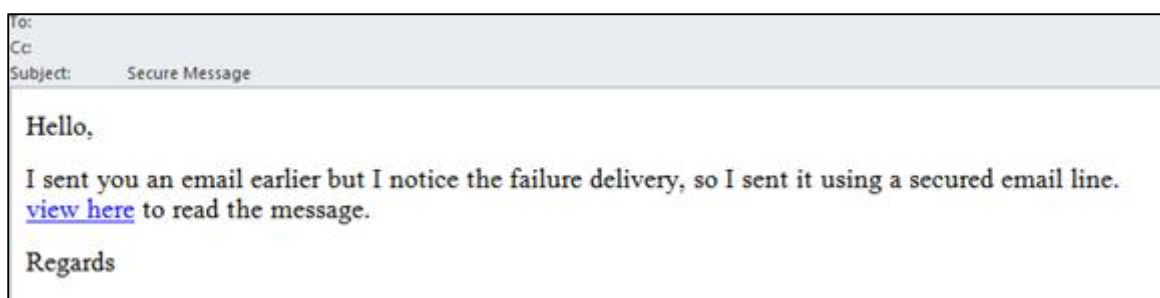 To:
Cc
Subject: Secure Message
Hello,
I sent you an email earlier but I notice the failure delivery, so I sent it using a secured email line.
view here to read the message.
Regards